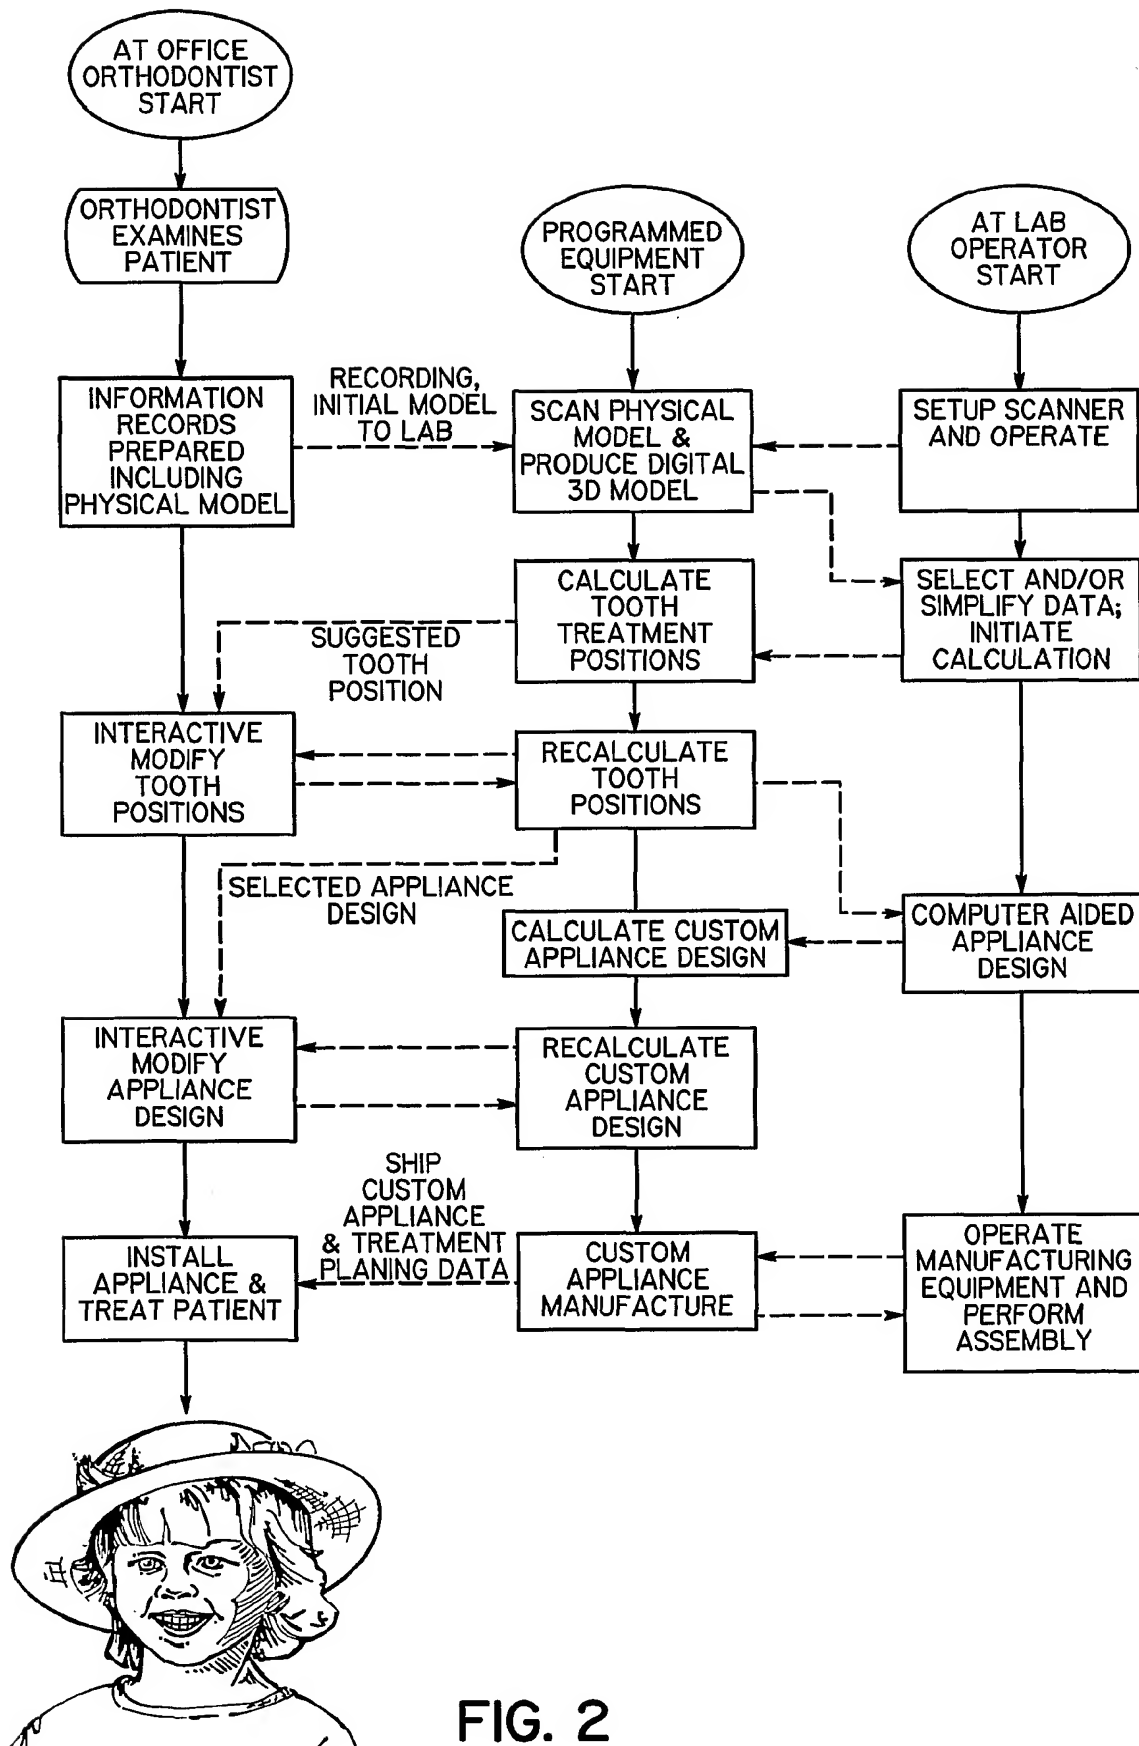 AT OFFICE
ORTHODONTIST
START
ORTHODONTIST
EXAMINES
PATIENT
PROGRAMMED
EQUIPMENT
START
AT LAB
OPERATOR
START
INFORMATION
RECORDS
PREPARED
INCLUDING
PHYSICAL MODEL
RECORDING,
INITIAL MODEL
TO LAB
SCAN PHYSICAL
MODEL &
PRODUCE DIGITAL
3D MODEL
SETUP SCANNER
AND OPERATE
CALCULATE
TOOTH
TREATMENT
POSITIONS
SELECT AND/OR
SIMPLIFY DATA;
INITIATE
CALCULATION
SUGGESTED
TOOTH
POSITION
INTERACTIVE
MODIFY
TOOTH
POSITIONS
RECALCULATE
TOOTH
POSITIONS
SELECTED APPLIANCE
DESIGN
CALCULATE CUSTOM
APPLIANCE DESIGN
COMPUTER AIDED
APPLIANCE
DESIGN
INTERACTIVE
MODIFY
APPLIANCE
DESIGN
RECALCULATE
CUSTOM
APPLIANCE
DESIGN
SHIP
CUSTOM
APPLIANCE
& TREATMENT
PLANING DATA
INSTALL
APPLIANCE &
TREAT PATIENT
CUSTOM
APPLIANCE
MANUFACTURE
OPERATE
MANUFACTURING
EQUIPMENT AND
PERFORM
ASSEMBLY
FIG. 2